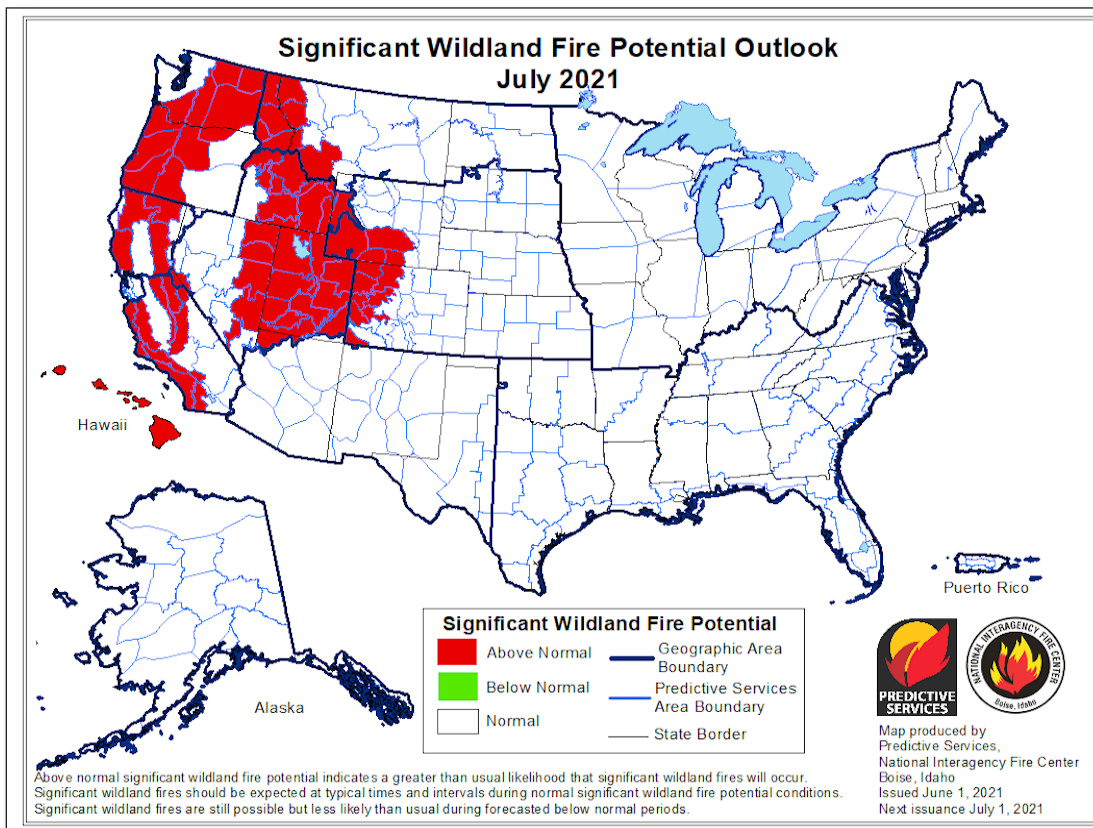 Significant Wildland Fire Potential Outlook
July 2021
Hawaii
Alaska
Puerto Rico
Significant Wildland Fire Potential
Above Normal
Below Normal
Normal
Geographic Area
Boundary
Predictive Services
Area Boundary
State Border
PREDICTIVE
SERVICES
NATIONAL INTERAGENCY FIRE CENTER
Boise, Idaho
Map produced by
Predictive Services,
National Interagency Fire Center
Boise, Idaho
Issued June 1, 2021
Next issuance July 1, 2021
Above normal significant wildland fire potential indicates a greater than usual likelihood that significant wildland fires will occur.
Significant wildland fires should be expected at typical times and intervals during normal significant wildland fire potential conditions.
Significant wildland fires are still possible but less likely than usual during forecasted below normal periods.